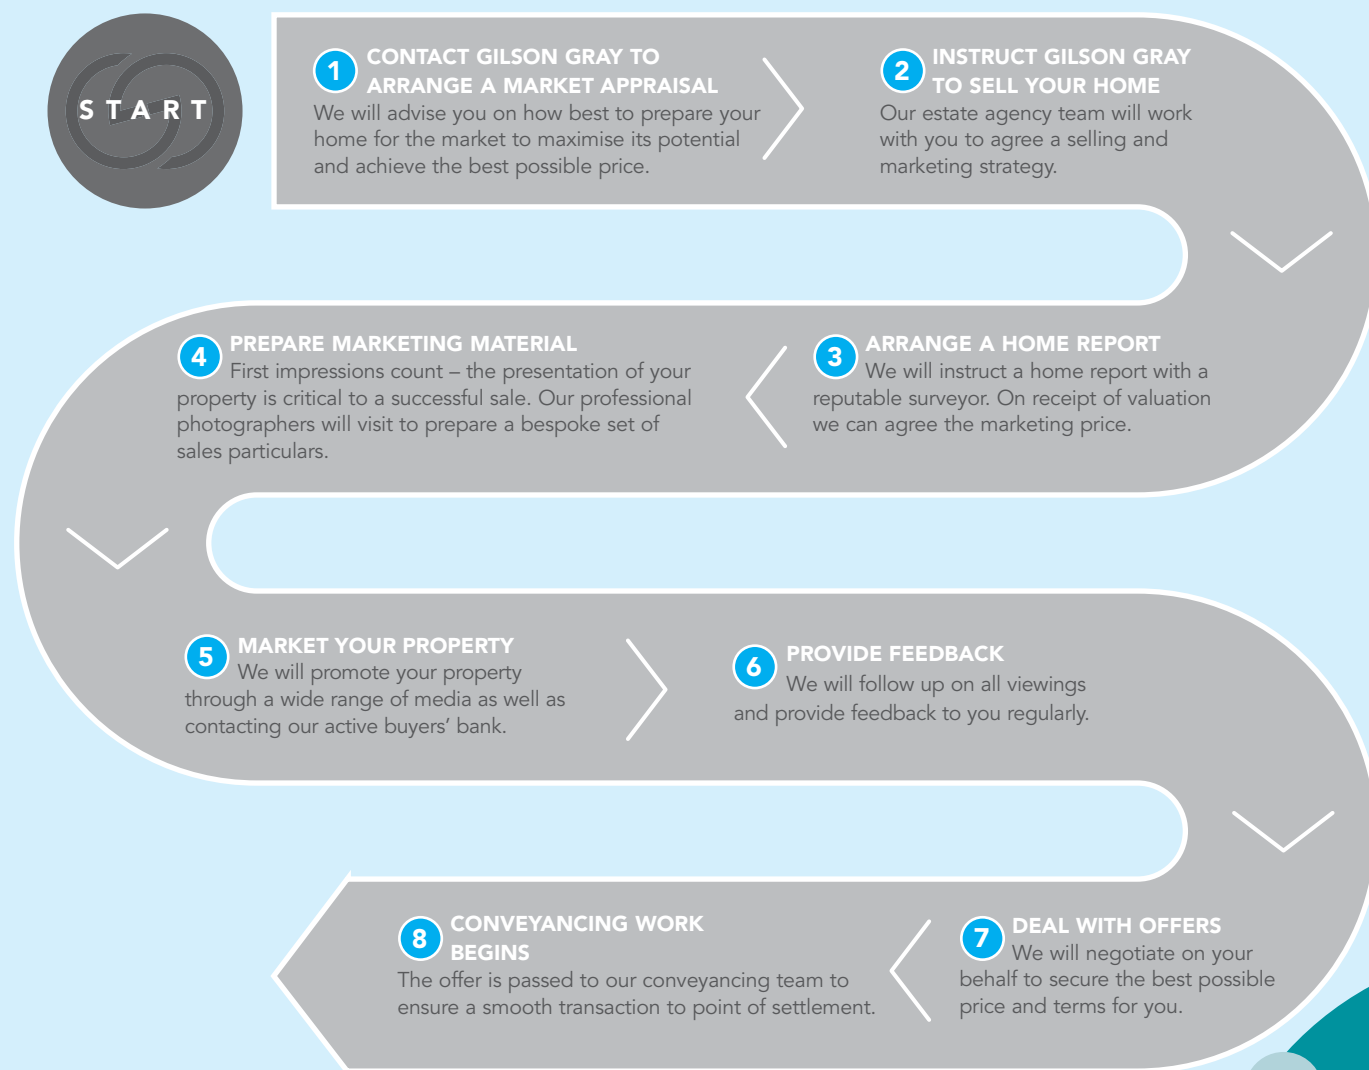 START
1
CONTACT GILSON GRAY TO
ARRANGE A MARKET APPRAISAL
We will advise you on how best to prepare your
home for the market to maximise its potential
and achieve the best possible price.
2
INSTRUCT GILSON GRAY
TO SELL YOUR HOME
Our estate agency team will work
with you to agree a selling and
marketing strategy.
3
ARRANGE A HOME REPORT
We will instruct a home report with a
reputable surveyor. On receipt of valuation
we can agree the marketing price.
4
PREPARE MARKETING MATERIAL
First impressions count – the presentation of your
property is critical to a successful sale. Our professional
photographers will visit to prepare a bespoke set of
sales particulars.
5
MARKET YOUR PROPERTY
We will promote your property
through a wide range of media as well as
contacting our active buyers’ bank.
6
PROVIDE FEEDBACK
We will follow up on all viewings
and provide feedback to you regularly.
7
DEAL WITH OFFERS
We will negotiate on your
behalf to secure the best possible
price and terms for you.
8
CONVEYANCING WORK
BEGINS
The offer is passed to our conveyancing team to
ensure a smooth transaction to point of settlement.